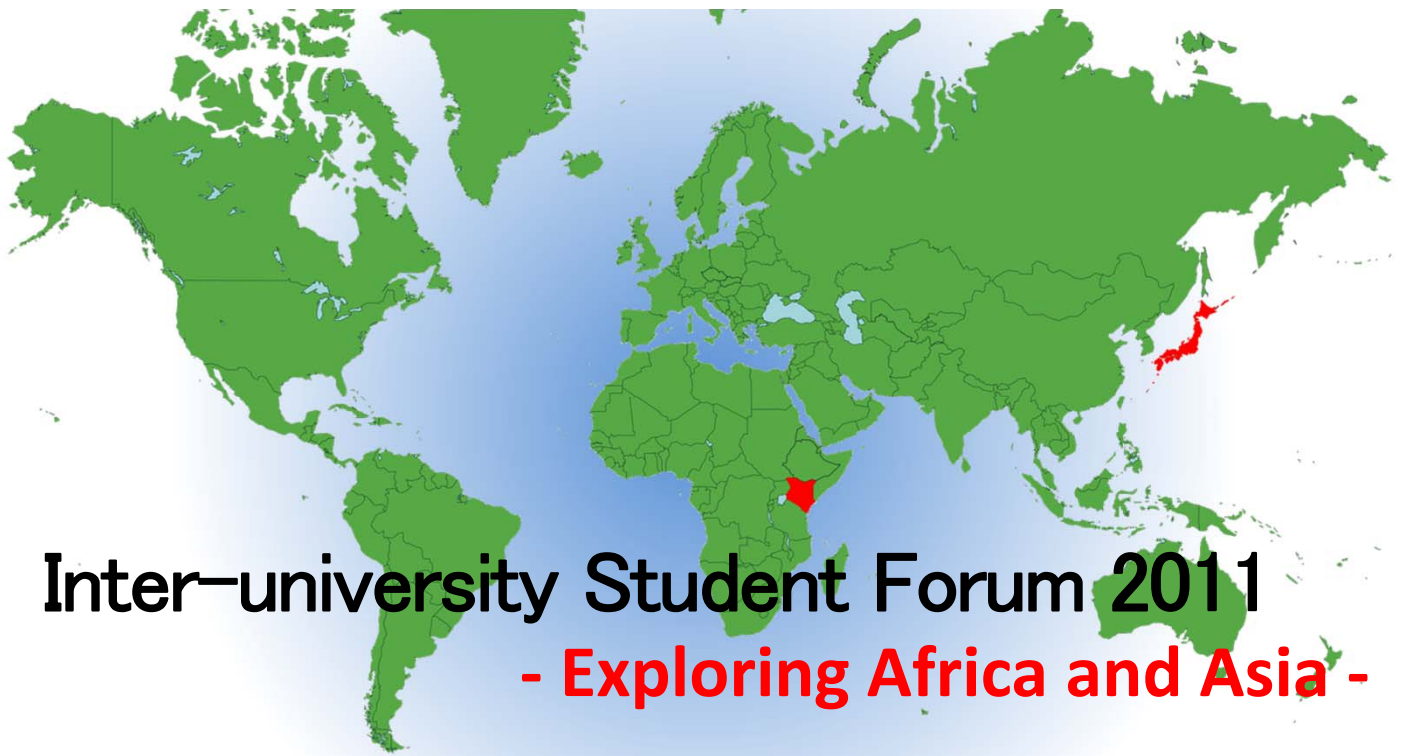 Inter-university Student Forum 2011
- Exploring Africa and Asia -